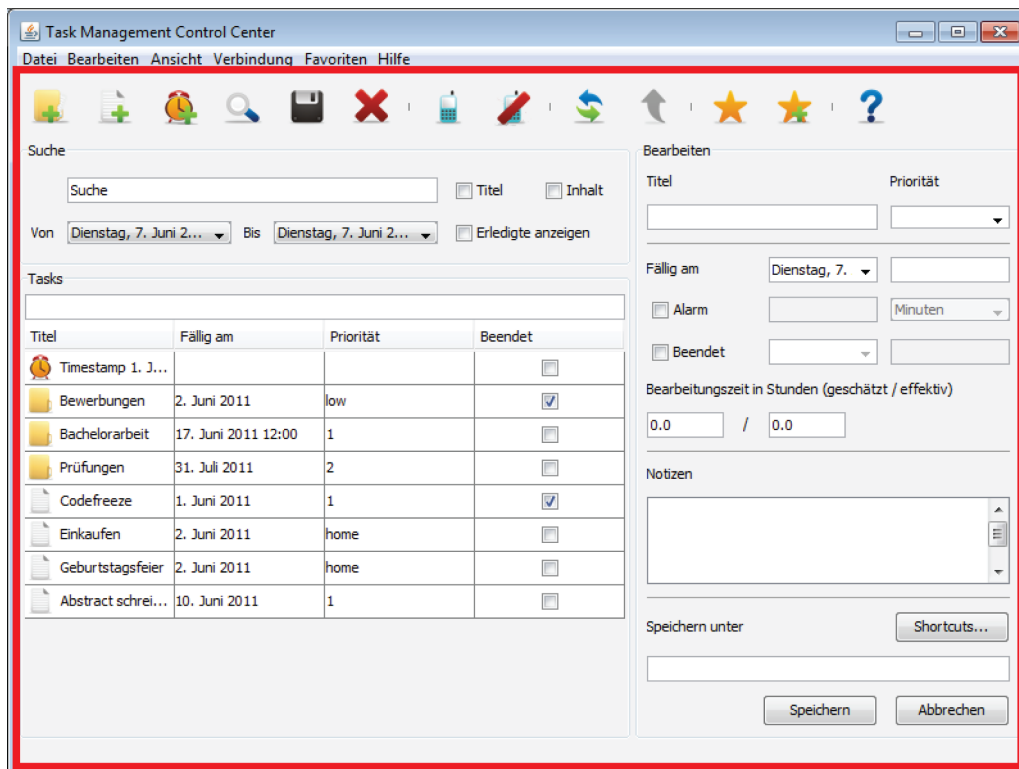 Task Management Control Center
Datei Bearbeiten Ansicht Verbindung Favoriten Hilfe
Suche
Suche
Titel
Inhalt
Von
Dienstag, 7. Juni 2...
Bis
Dienstag, 7. Juni 2...
Erledigte anzeigen
Tasks
Titel Fällig am Priorität Beendet
Timestamp 1. J...
Bewerbungen 2. Juni 2011 low
Bachelorarbeit 17. Juni 2011 12:00 1
Prüfungen 31. Juli 2011 2
Codefreeze 1. Juni 2011 1
Einkaufen 2. Juni 2011 home
Geburtstagsfeier 2. Juni 2011 home
Abstract schrei... 10. Juni 2011 1
Bearbeiten
Titel Priorität
Fällig am Dienstag, 7.
Alarm Minuten
Beendet
Bearbeitungszeit in Stunden (geschätzt / effektiv)
0.0 / 0.0
Notizen
Speichern unter Shortcuts...
Speichern Abbrechen